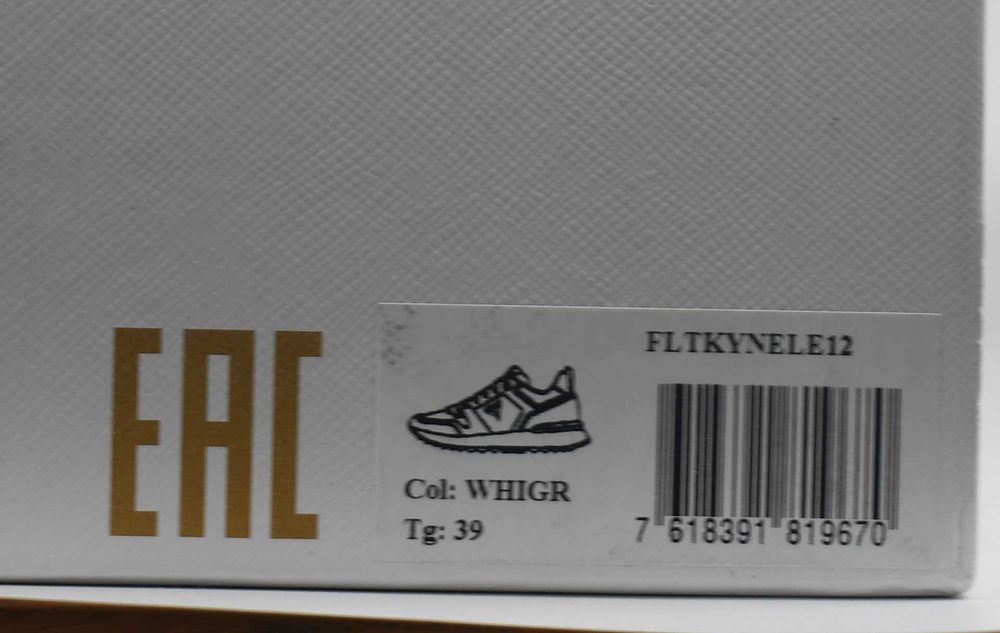 EAC
FLTKYNELE12
Col: WHIGR
Tg: 39
7 618391 819670